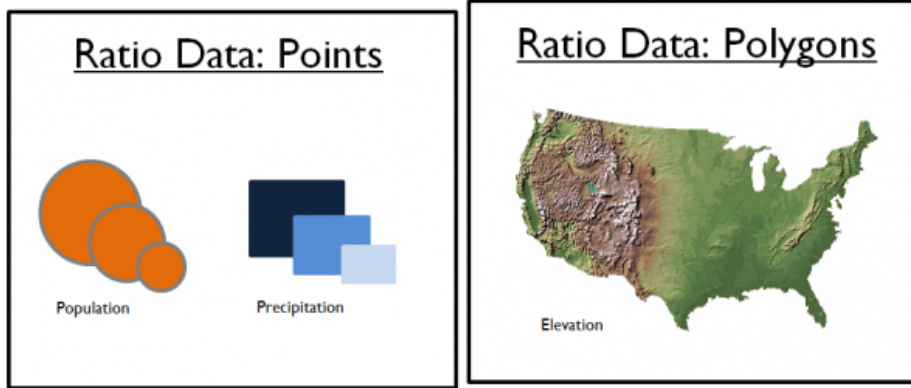 Ratio Data: Points
Population
Precipitation
Ratio Data: Polygons
Elevation